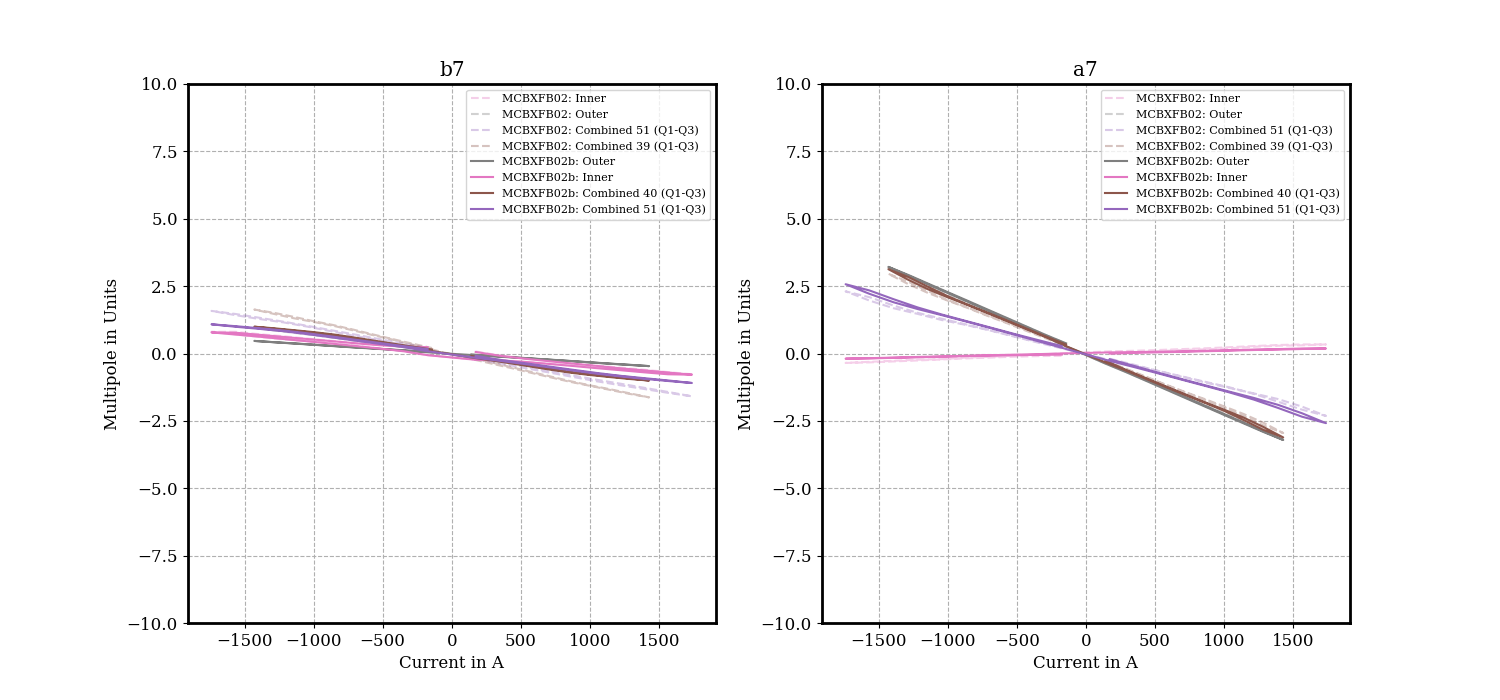 b7
10.0
7.5
5.0
2.5
0.0
−2.5
−5.0
−7.5
−10.0
Multipole in Units
MCBXFB02: Inner
MCBXFB02: Outer
MCBXFB02: Combined 51 (Q1-Q3)
MCBXFB02: Combined 39 (Q1-Q3)
MCBXFB02b: Outer
MCBXFB02b: Inner
MCBXFB02b: Combined 40 (Q1-Q3)
MCBXFB02b: Combined 51 (Q1-Q3)
−1500 −1000 −500 0 500 1000 1500
Current in A
a7
10.0
7.5
5.0
2.5
0.0
−2.5
−5.0
−7.5
−10.0
Multipole in Units
MCBXFB02: Inner
MCBXFB02: Outer
MCBXFB02: Combined 51 (Q1-Q3)
MCBXFB02: Combined 39 (Q1-Q3)
MCBXFB02b: Outer
MCBXFB02b: Inner
MCBXFB02b: Combined 40 (Q1-Q3)
MCBXFB02b: Combined 51 (Q1-Q3)
−1500 −1000 −500 0 500 1000 1500
Current in A